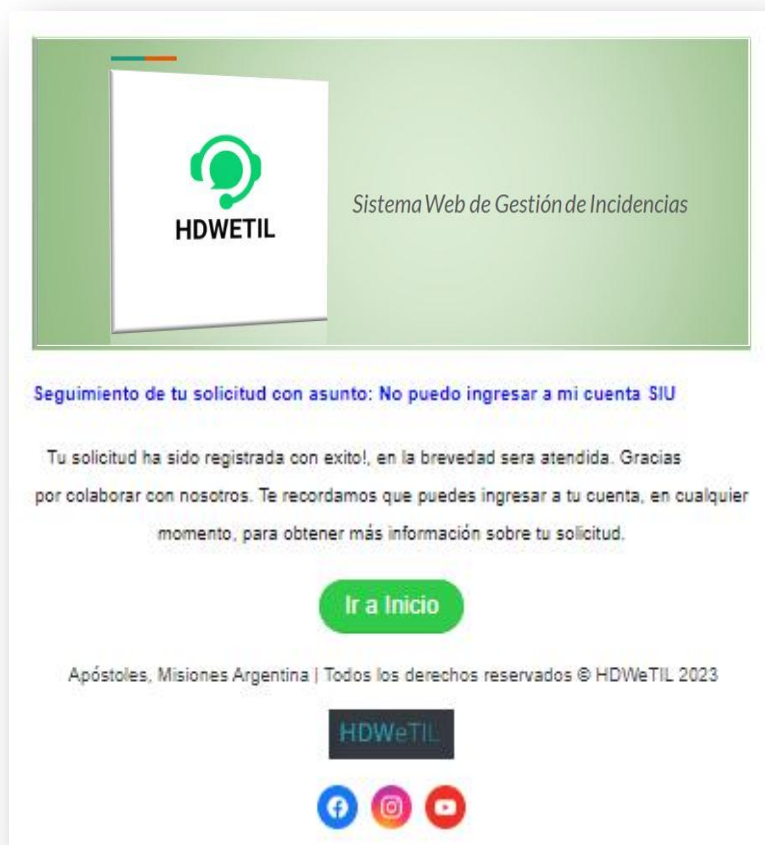 HDWETIL
Sistema Web de Gestión de Incidencias
Seguimiento de tu solicitud con asunto: No puedo ingresar a mi cuenta SIU
Tu solicitud ha sido registrada con exito!, en la brevedad sera atendida. Gracias
por colaborar con nosotros. Te recordamos que puedes ingresar a tu cuenta, en cualquier
momento, para obtener más información sobre tu solicitud.
Ir a Inicio
Apóstoles, Misiones Argentina | Todos los derechos reservados © HDWeTIL 2023
HDWeTIL